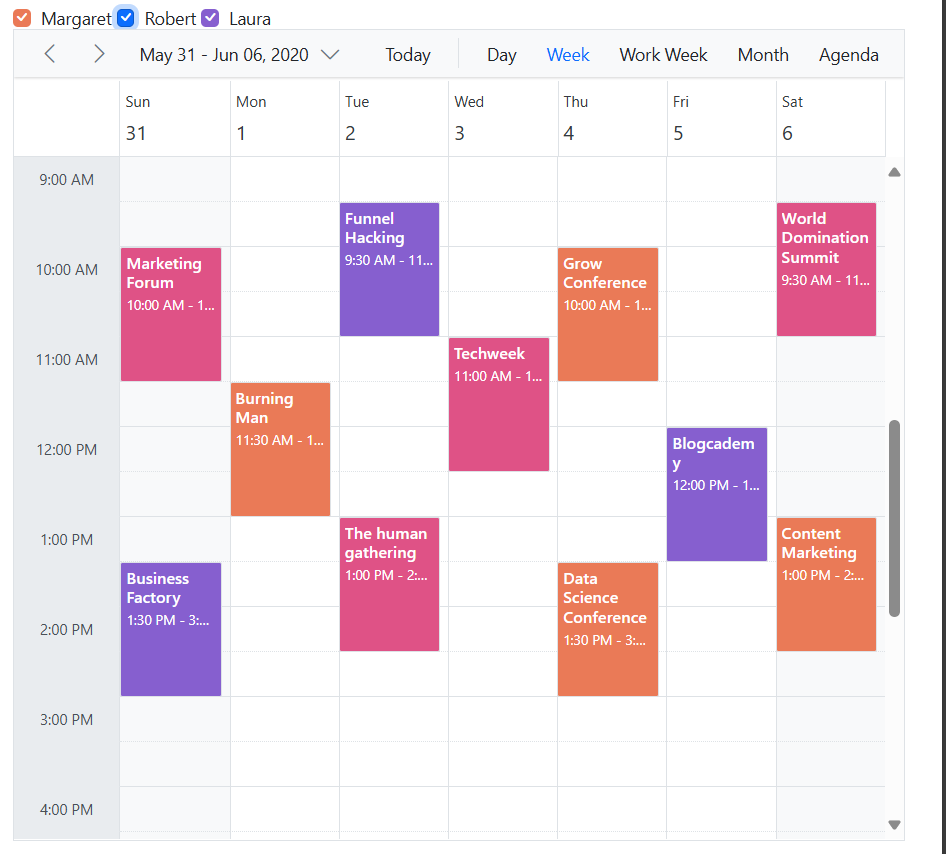 Margaret Robert Laura
May 31 - Jun 06, 2020 Today Day Week Work Week Month Agenda
Sun Mon Tue Wed Thu Fri Sat
31 1 2 3 4 5 6
9:00 AM
10:00 AM
11:00 AM
12:00 PM
1:00 PM
2:00 PM
3:00 PM
4:00 PM
Marketing
Forum
10:00 AM - 1...
Business
Factory
1:30 PM - 3:...
Burning
Man
11:30 AM - 1...
Funnel
Hacking
9:30 AM - 11...
The human
gathering
1:00 PM - 2:...
Techweek
11:00 AM - 1...
Grow
Conference
10:00 AM - 1...
Data
Science
Conference
1:30 PM - 3:...
Blogcadem
y
12:00 PM - 1...
World
Domination
Summit
9:30 AM - 11...
Content
Marketing
1:00 PM - 2:...